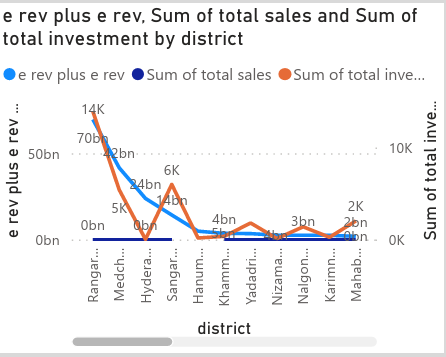 e rev plus e rev, Sum of total sales and Sum of
total investment by district
e rev plus e rev Sum of total sales Sum of total inve...
e rev plus e rev ...
50bn
0bn
14K
70bn
42bn
24bn
6K
14bn
5K
0bn
0bn
4bn
5bn
4bn
3bn
2K
2bn
0bn
10K
0K
Sum of total inve...
Rangar...
Medch...
Hydera...
Sangar...
Hanum...
Khamm...
Yadadri...
Nizama...
Nalgon...
Karimn...
Mahab...
district